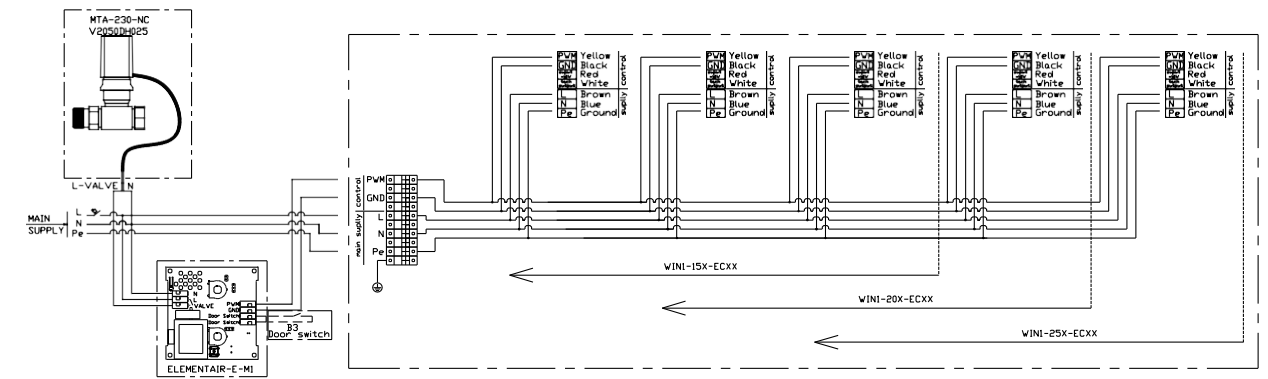 MTA-230-NC
V2050DH025
L-VALVE N
MAIN
SUPPLY
L
N
Pe
N
L
VALVE
PWM
GND
Door Switch
Door Switch
B3
Door switch
ELEMENTAIR-E-M1
control
main supply
PWM
GND
L
N
Pe
PWM Yellow
GND Black
Red
White
L Brown
N Blue
Pe Ground
control
supply
PWM Yellow
GND Black
Red
White
L Brown
N Blue
Pe Ground
control
supply
PWM Yellow
GND Black
Red
White
L Brown
N Blue
Pe Ground
control
supply
PWM Yellow
GND Black
Red
White
L Brown
N Blue
Pe Ground
control
supply
PWM Yellow
GND Black
Red
White
L Brown
N Blue
Pe Ground
control
supply
WIN1-15X-ECXX
WIN1-20X-ECXX
WIN1-25X-ECXX